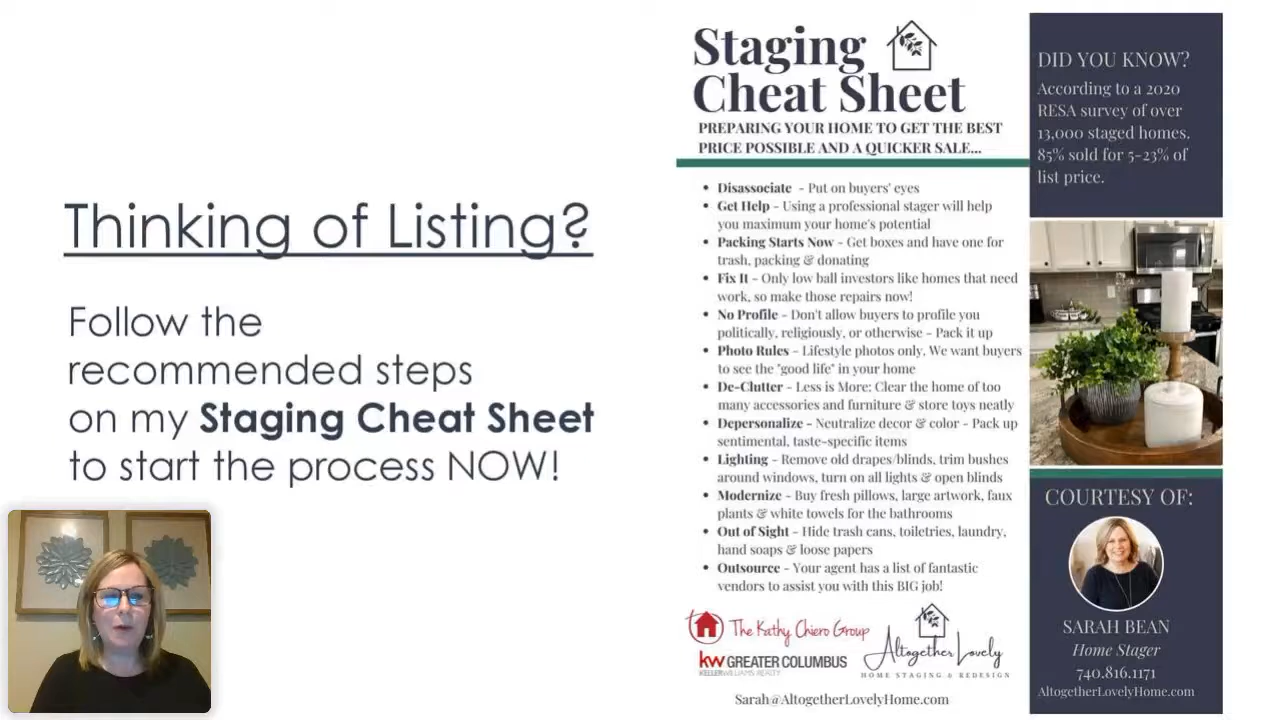 Thinking of Listing?
Follow the
recommended steps
on my Staging Cheat Sheet
to start the process NOW!
Staging
Cheat Sheet
PREPARING YOUR HOME TO GET THE BEST
PRICE POSSIBLE AND A QUICKER SALE...
• Disassociate - Put on buyers' eyes
• Get Help - Using a professional stager will help
you maximum your home's potential
• Packing Starts Now - Get boxes and have one for
trash, packing & donating
• Fix It - Only low ball investors like homes that need
work, so make those repairs now!
• No Profile - Don't allow buyers to profile you
politically, religiously, or otherwise - Pack it up
• Photo Rules - Lifestyle photos only, We want buyers
to see the "good life" in your home
• De-Clutter - Less is More: Clear the home of too
many accessories and furniture & store toys neatly
• Depersonalize - Neutralize decor & color - Pack up
sentimental, taste-specific items
• Lighting - Remove old drapes/blinds, trim bushes
around windows, turn on all lights & open blinds
• Modernize - Buy fresh pillows, large artwork, faux
plants & white towels for the bathrooms
• Out of Sight - Hide trash cans, toiletries, laundry,
hand soaps & loose papers
• Outsource - Your agent has a list of fantastic
vendors to assist you with this BIG job!
The Kathy Chiero Group
kw GREATER COLUMBUS
KELLERWILLIAMS REALTY
Altogether Lovely
HOME STAGING & REDESIGN
Sarah@AltogetherLovelyHome.com
DID YOU KNOW?
According to a 2020
RESA survey of over
13,000 staged homes.
85% sold for 5-23% of
list price.
COURTESY OF:
SARAH BEAN
Home Stager
740.816.1171
AltogetherLovelyHome.com